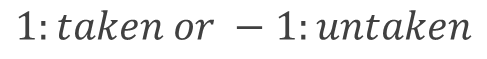 1: taken or − 1: untaken